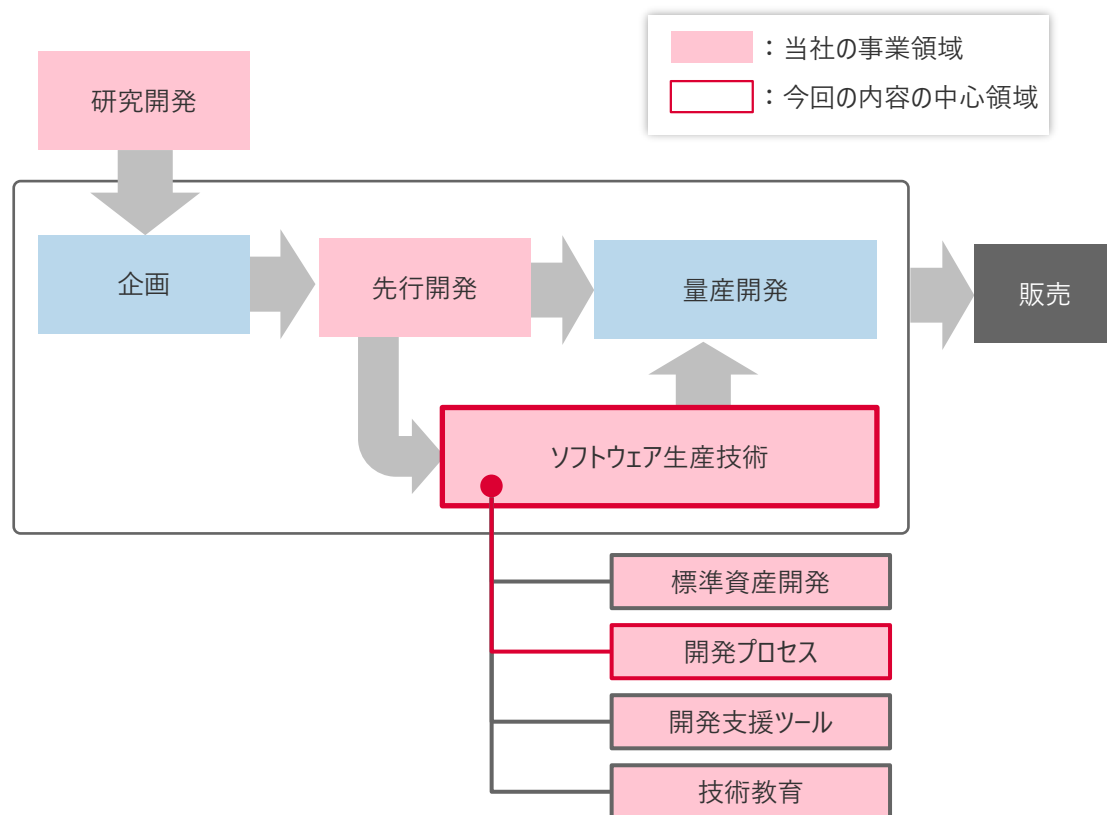 ：当社の事業領域
：今回の内容の中心領域
研究開発
企画
先行開発
量産開発
販売
ソフトウェア生産技術
標準資産開発
開発プロセス
開発支援ツール
技術教育